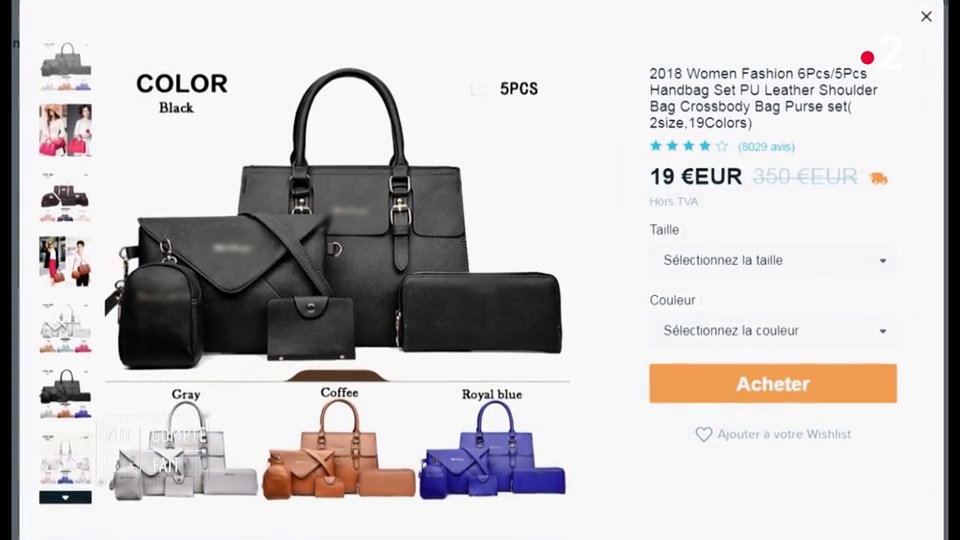 2
COLOR
Black
5PCS
2018 Women Fashion 6Pcs/5Pcs
Handbag Set PU Leather Shoulder
Bag Crossbody Bag Purse set(
2size,19Colors)
(8029 avis)
19 €EUR 350 €EUR
Hors TVA
Taille :
Sélectionnez la taille
Couleur :
Sélectionnez la couleur
Acheter
Ajouter à votre Wishlist
Gray
Coffee
Royal blue
TOUT COMPTE
FAIT